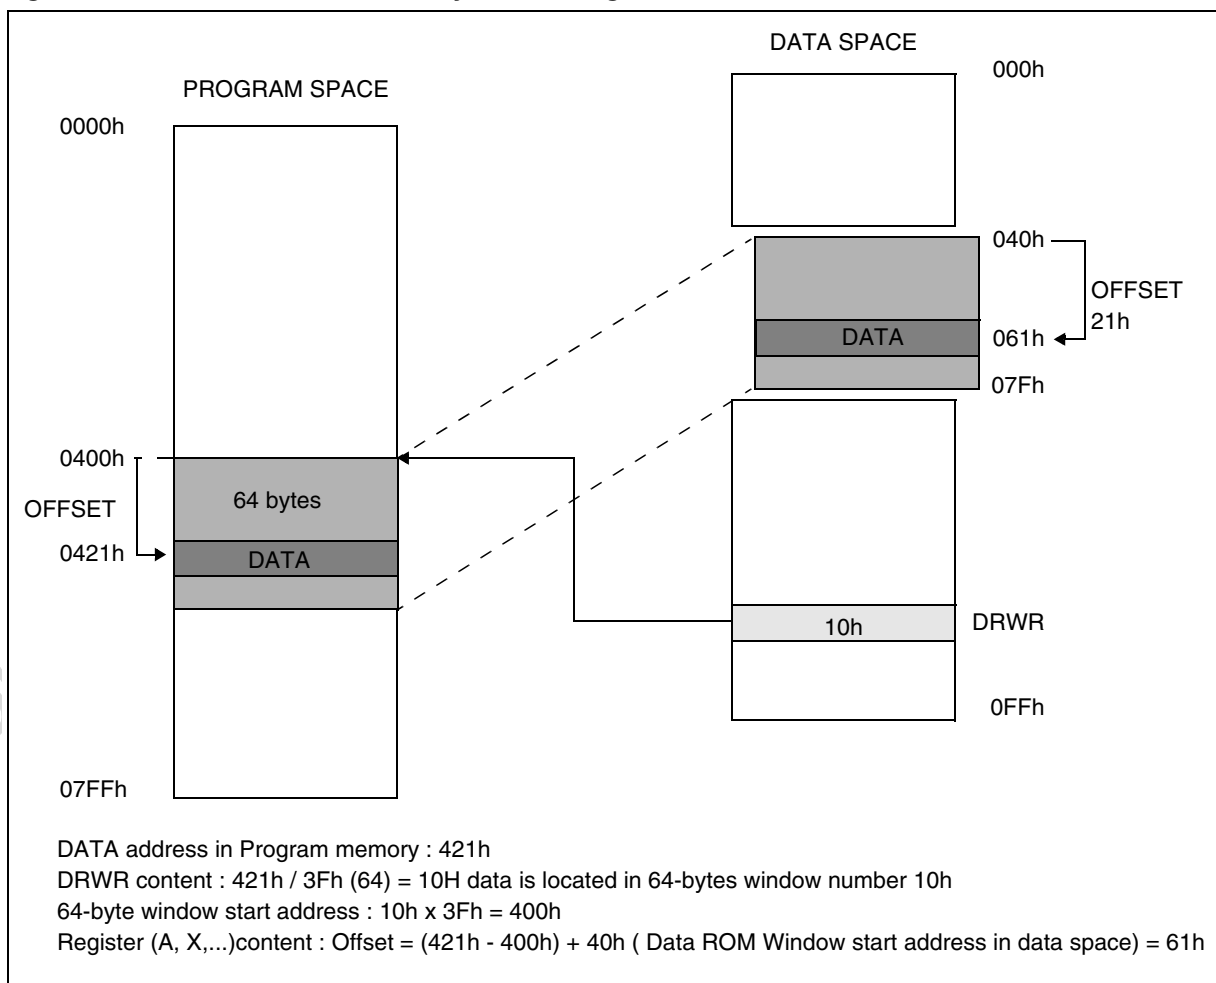 DATA SPACE
000h
PROGRAM SPACE
0000h
040h
OFFSET
21h
DATA
061h
07Fh
0400h
64 bytes
OFFSET
0421h
DATA
10h
DRWR
0FFh
07FFh
DATA address in Program memory : 421h
DRWR content : 421h / 3Fh (64) = 10H data is located in 64-bytes window number 10h
64-byte window start address : 10h x 3Fh = 400h
Register (A, X,...)content : Offset = (421h - 400h) + 40h ( Data ROM Window start address in data space) = 61h